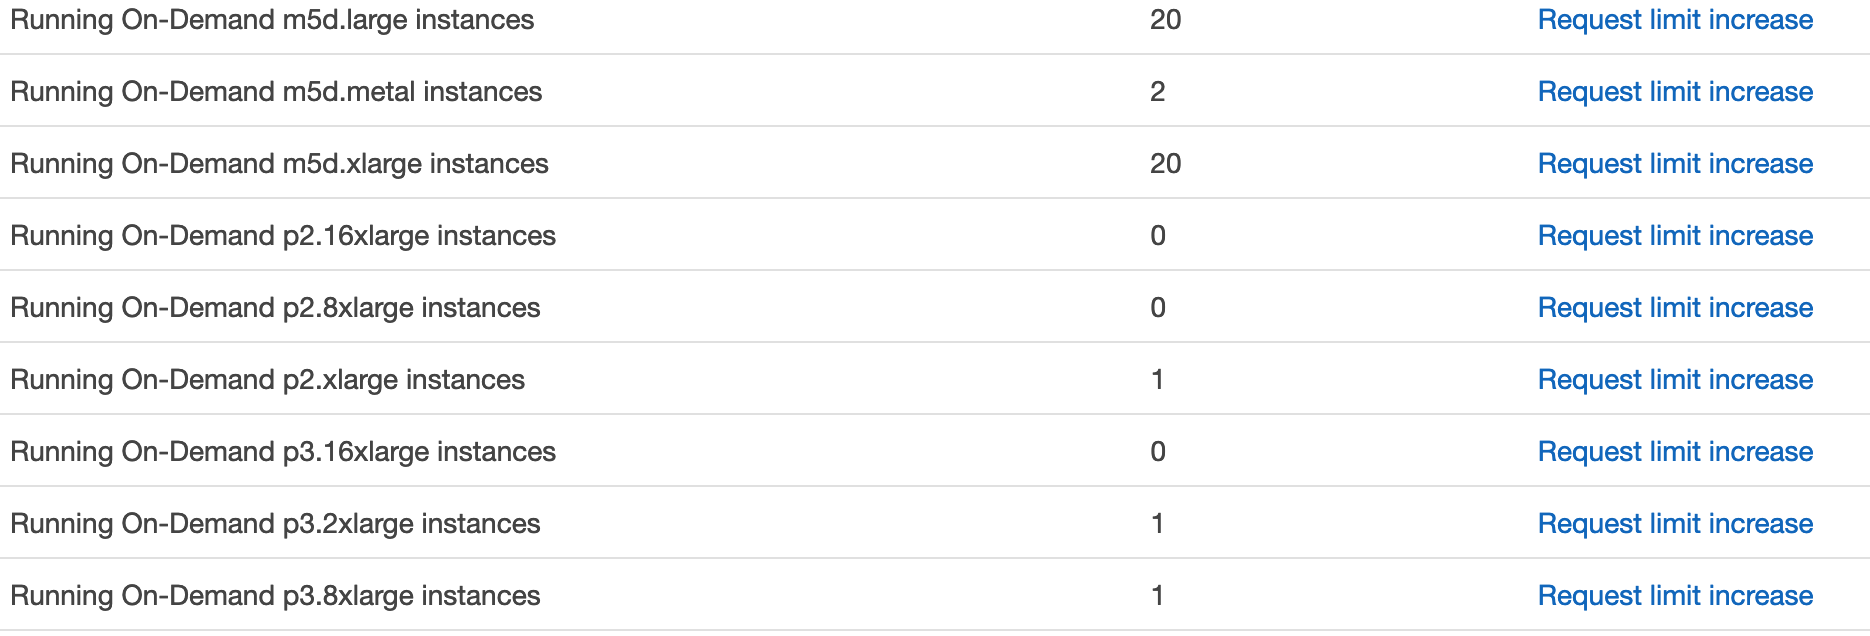 Running On-Demand m5d.large instances 20 Request limit increase
Running On-Demand m5d.metal instances 2 Request limit increase
Running On-Demand m5d.xlarge instances 20 Request limit increase
Running On-Demand p2.16xlarge instances 0 Request limit increase
Running On-Demand p2.8xlarge instances 0 Request limit increase
Running On-Demand p2.xlarge instances 1 Request limit increase
Running On-Demand p3.16xlarge instances 0 Request limit increase
Running On-Demand p3.2xlarge instances 1 Request limit increase
Running On-Demand p3.8xlarge instances 1 Request limit increase